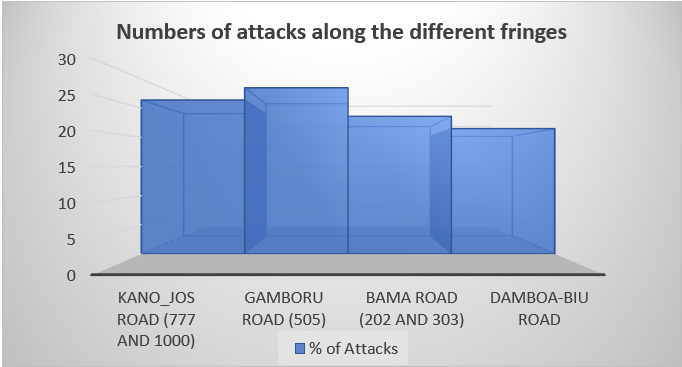 Numbers of attacks along the different fringes
30
25
20
15
10
5
0
KANO_JOS ROAD (777 AND 1000)
GAMBORU ROAD (505)
BAMA ROAD (202 AND 303)
DAMBOA-BIU ROAD
% of Attacks